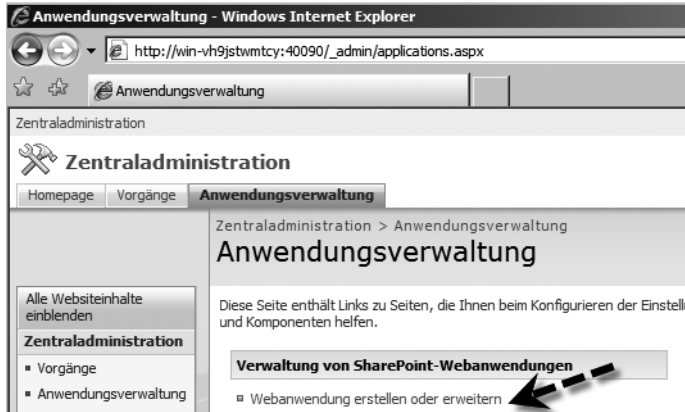 Anwendungsverwaltung - Windows Internet Explorer
http://win-vh9jstwmtcy:40090/_admin/applications.aspx
Anwendungsverwaltung
Zentraladministration
Zentraladministration
Homepage Vorgänge Anwendungsverwaltung
Zentraladministration > Anwendungsverwaltung
Anwendungsverwaltung
Alle Websiteinhalte
einblenden
Zentraladministration
Vorgänge
Anwendungsverwaltung
Diese Seite enthält Links zu Seiten, die Ihnen beim Konfigurieren der Einstell
und Komponenten helfen.
Verwaltung von SharePoint-Webanwendungen
Webanwendung erstellen oder erweitern